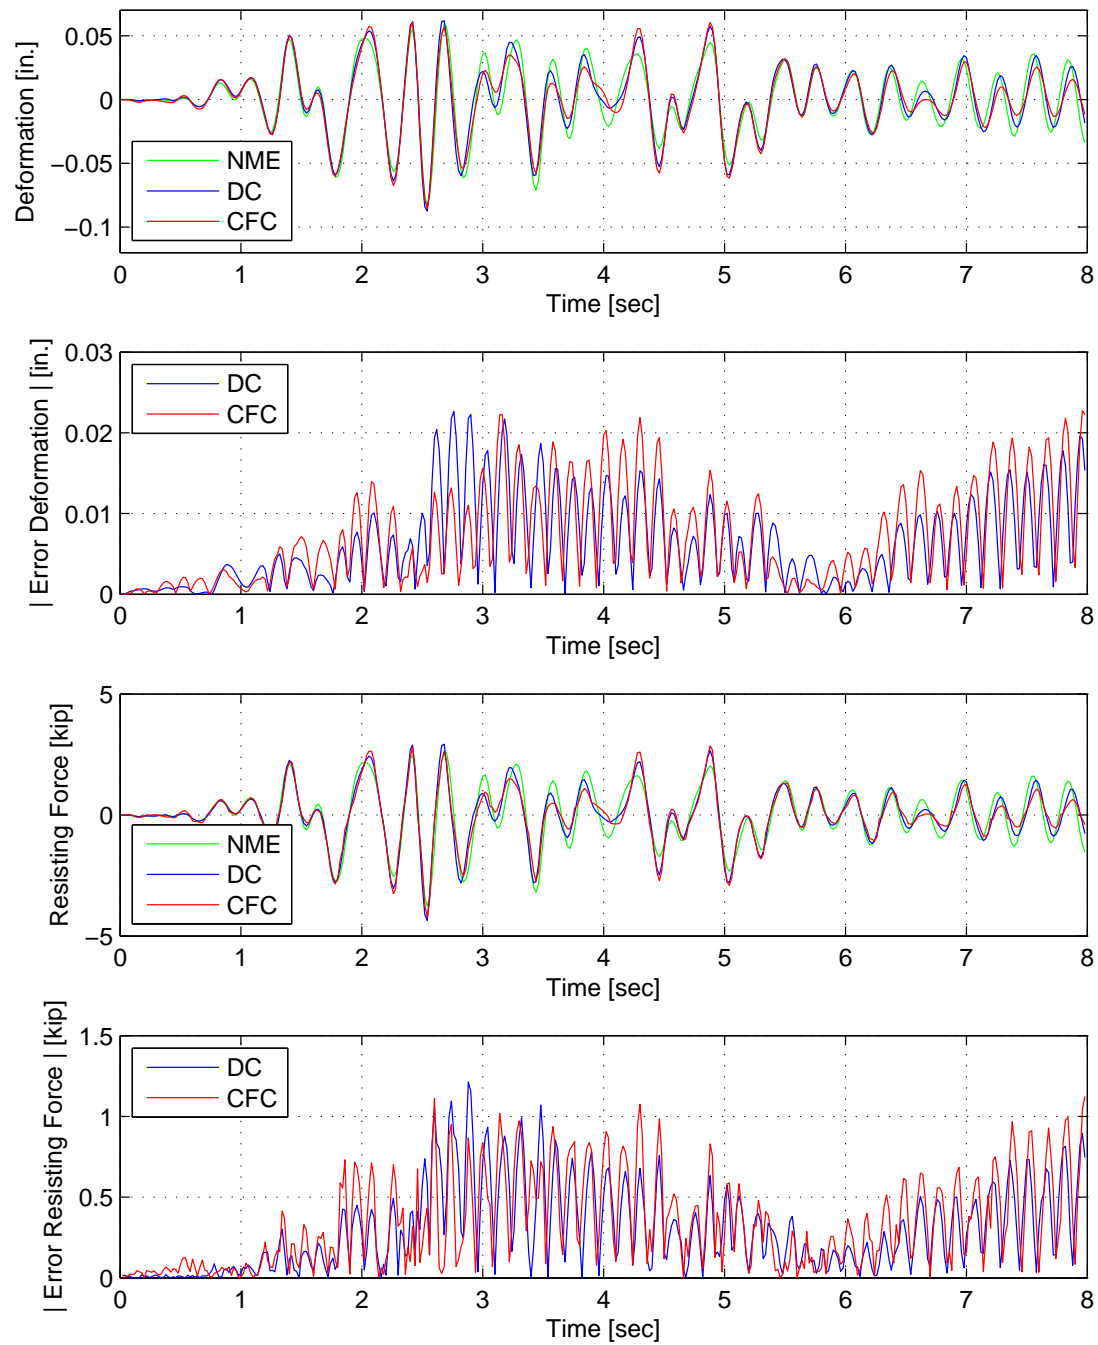 Deformation [in.]
0.05
0
−0.05
−0.1
NME
DC
CFC
0 1 2 3 4 5 6 7 8
Time [sec]
| Error Deformation | [in.]
0.03
0.02
0.01
0
DC
CFC
0 1 2 3 4 5 6 7 8
Time [sec]
Resisting Force [kip]
5
0
−5
NME
DC
CFC
0 1 2 3 4 5 6 7 8
Time [sec]
| Error Resisting Force | [kip]
1.5
1
0.5
0
DC
CFC
0 1 2 3 4 5 6 7 8
Time [sec]